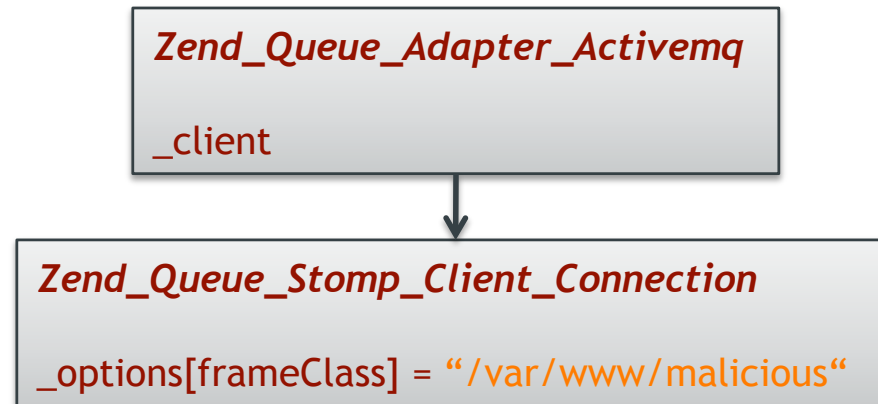 Zend_Queue_Adapter_Activemq
_client
Zend_Queue_Stomp_Client_Connection
_options[frameClass] = “/var/www/malicious“